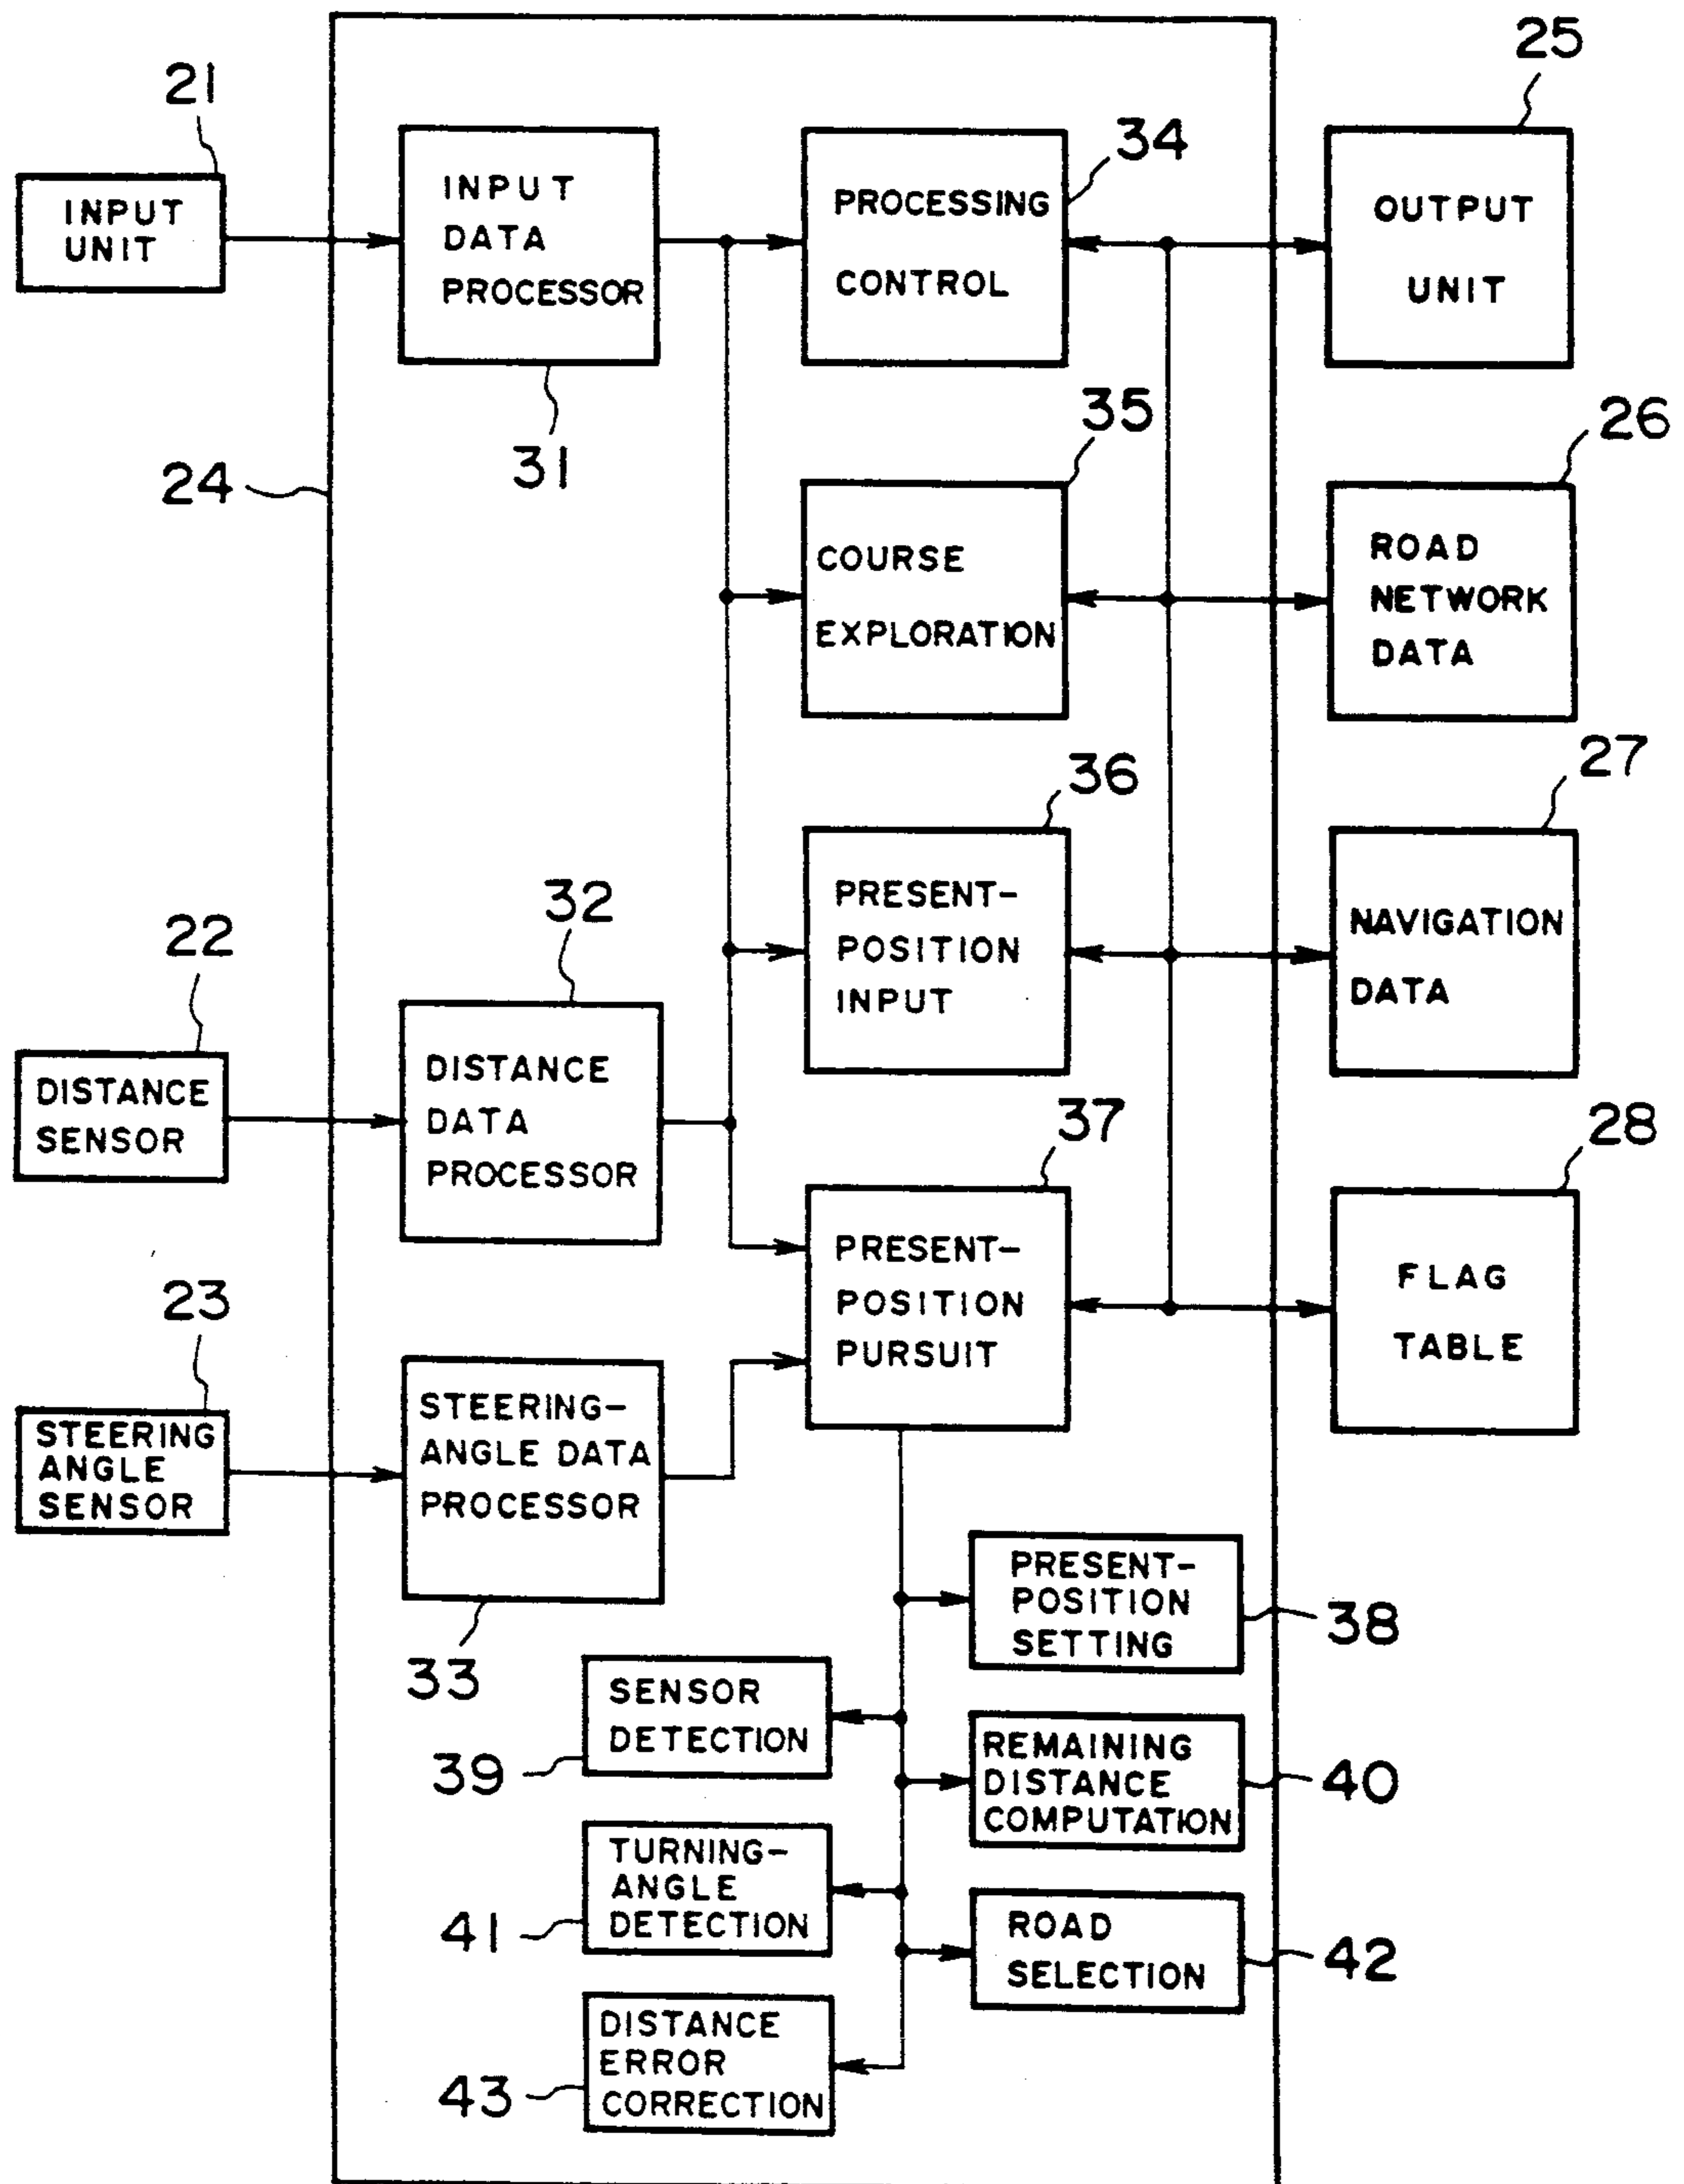 21
INPUT
UNIT
INPUT
DATA
PROCESSOR
31
34
PROCESSING
CONTROL
25
OUTPUT
UNIT
24
35
COURSE
EXPLORATION
26
ROAD
NETWORK
DATA
36
PRESENT-
POSITION
INPUT
27
NAVIGATION
DATA
22
DISTANCE
SENSOR
32
DISTANCE
DATA
PROCESSOR
37
PRESENT-
POSITION
PURSUIT
28
FLAG
TABLE
23
STEERING
ANGLE
SENSOR
STEERING-
ANGLE DATA
PROCESSOR
33
PRESENT-
POSITION
SETTING
38
SENSOR
DETECTION
39
REMAINING
DISTANCE
COMPUTATION
40
TURNING-
ANGLE
DETECTION
41
ROAD
SELECTION
42
DISTANCE
ERROR
CORRECTION
43